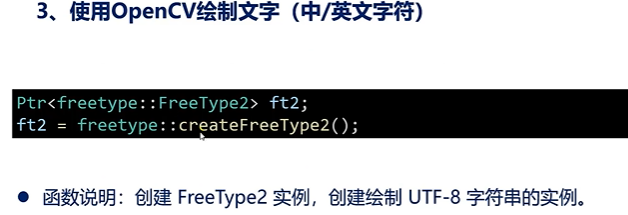 3、使用OpenCV绘制文字（中/英文字符）
Ptr<freetype::FreeType2> ft2;
ft2 = freetype::createFreeType2();
● 函数说明：创建 FreeType2 实例，创建绘制 UTF-8 字符串的实例。